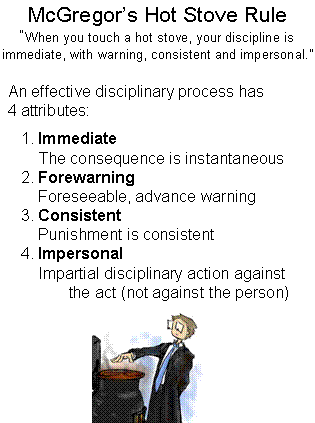 McGregor's Hot Stove Rule
"When you touch a hot stove, your discipline is
immediate, with warning, consistent and impersonal."
An effective disciplinary process has
4 attributes:
1. Immediate
The consequence is instantaneous
2. Forewarning
Foreseeable, advance warning
3. Consistent
Punishment is consistent
4. Impersonal
Impartial disciplinary action against
the act (not against the person)